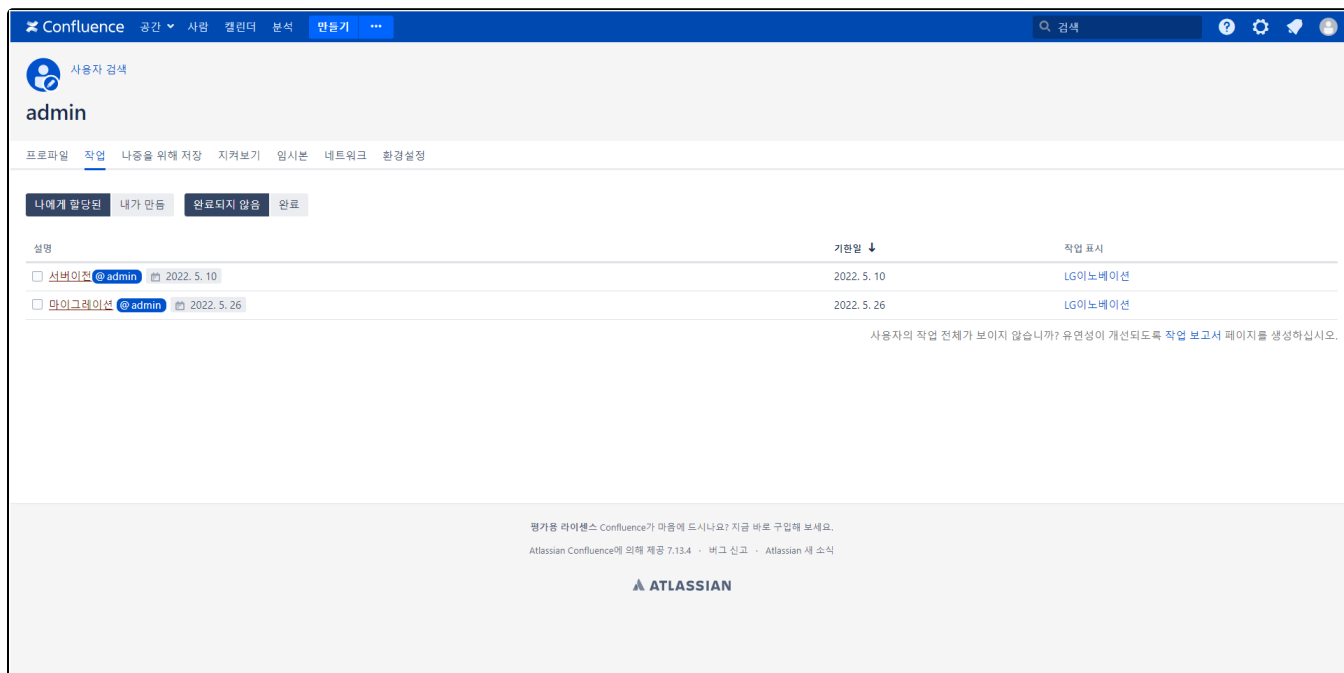 Confluence 공간 사람 캘린더 분석 만들기 ··· 검색
사용자 검색
admin
프로파일 작업 나중을 위해 저장 지켜보기 임시본 네트워크 환경설정
나에게 할당된 내가 만듬 완료되지 않음 완료
설명 기한일 ↓ 작업 표시
서버이전 @admin 2022. 5. 10 2022. 5. 10 LG이노베이션
마이그레이션 @admin 2022. 5. 26 2022. 5. 26 LG이노베이션
사용자의 작업 전체가 보이지 않습니까? 유연성이 개선되도록 작업 보고서 페이지를 생성하십시오.
평가용 라이센스 Confluence가 마음에 드시나요? 지금 바로 구입해 보세요.
Atlassian Confluence에 의해 제공 7.13.4 · 버그 신고 · Atlassian 새 소식
ATLASSIAN